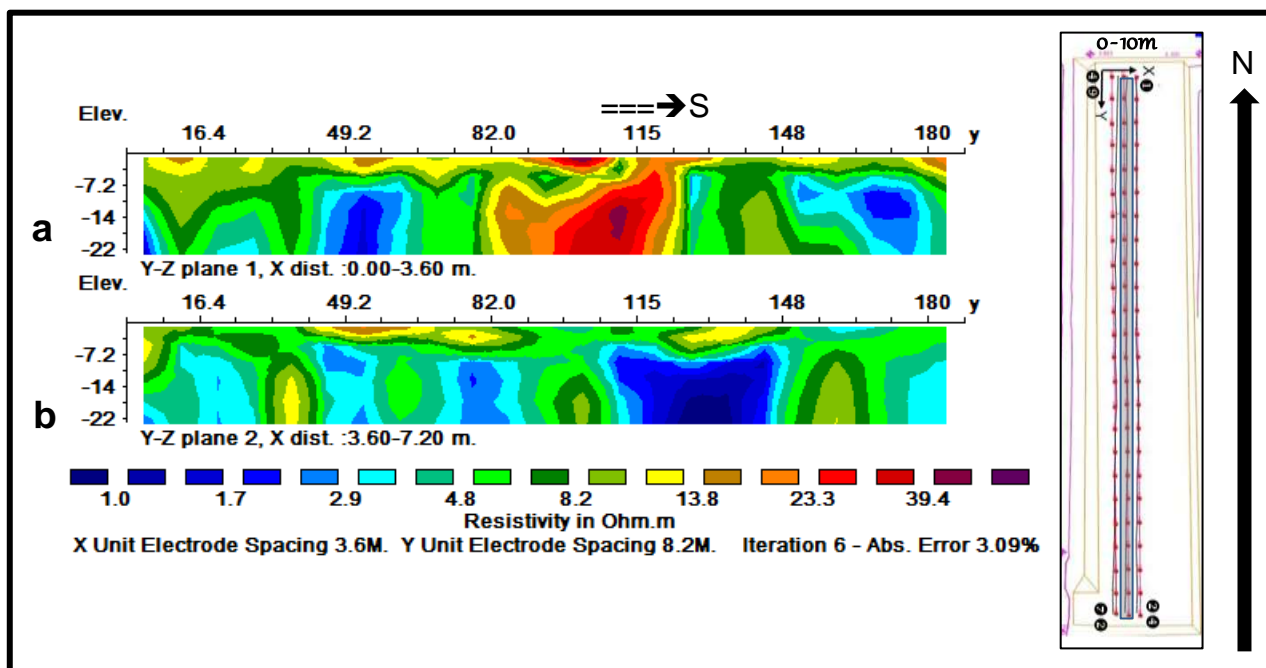 ===➔S
Elev.
16.4 49.2 82.0 115 148 180 y
-7.2
-14
-22
a
Y-Z plane 1, X dist. :0.00-3.60 m.
Elev.
16.4 49.2 82.0 115 148 180 y
-7.2
-14
-22
b
Y-Z plane 2, X dist. :3.60-7.20 m.
1.0 1.7 2.9 4.8 8.2 13.8 23.3 39.4
Resistivity in Ohm.m
X Unit Electrode Spacing 3.6M. Y Unit Electrode Spacing 8.2M. Iteration 6 - Abs. Error 3.09%
0-10m
X
Y
1
49
72
24
N